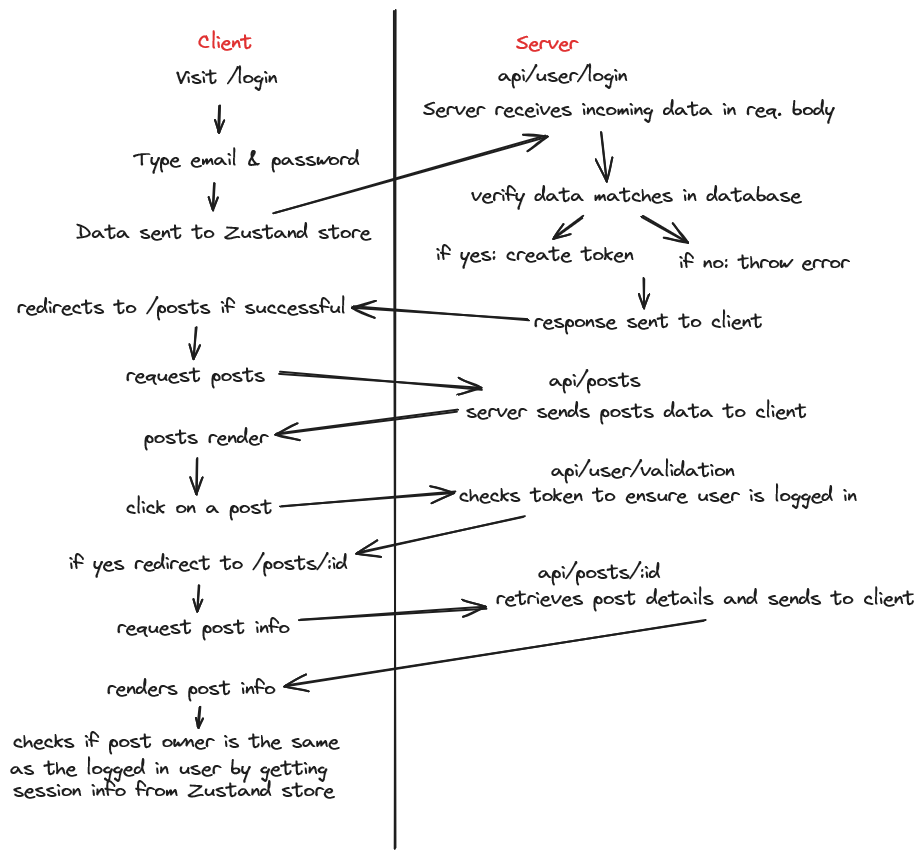 Client
Visit /login
Type email & password
Data sent to Zustand store
redirects to /posts if successful
request posts
posts render
click on a post
if yes redirect to /posts/:id
request post info
renders post info
checks if post owner is the same
as the logged in user by getting
session info from Zustand store
Server
api/user/login
Server receives incoming data in req. body
verify data matches in database
if yes: create token
if no: throw error
response sent to client
api/posts
server sends posts data to client
api/user/validation
checks token to ensure user is logged in
api/posts/:id
retrieves post details and sends to client